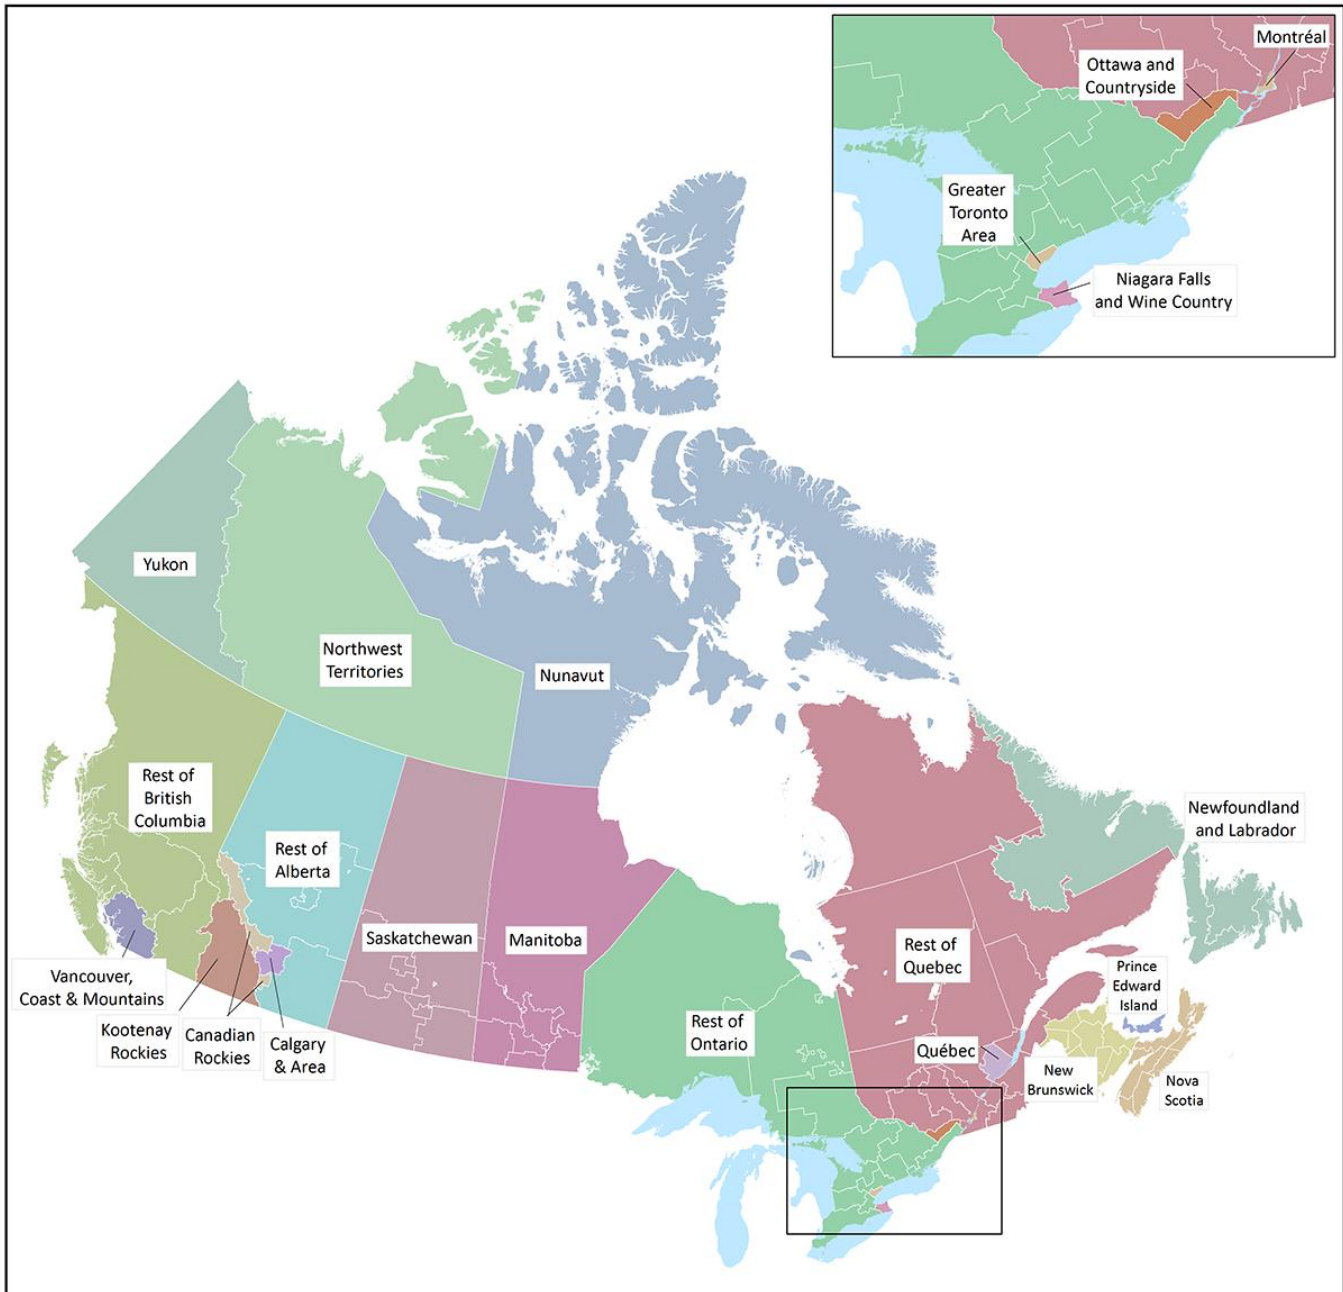 Montréal
Ottawa and
Countryside
Greater
Toronto
Area
Niagara Falls
and Wine Country
Yukon
Northwest
Territories
Nunavut
Rest of
British
Columbia
Rest of
Alberta
Newfoundland
and Labrador
Saskatchewan
Manitoba
Rest of
Quebec
Vancouver,
Coast & Mountains
Kootenay
Rockies
Canadian
Rockies
Calgary
& Area
Rest of
Ontario
Québec
Prince
Edward
Island
New
Brunswick
Nova
Scotia